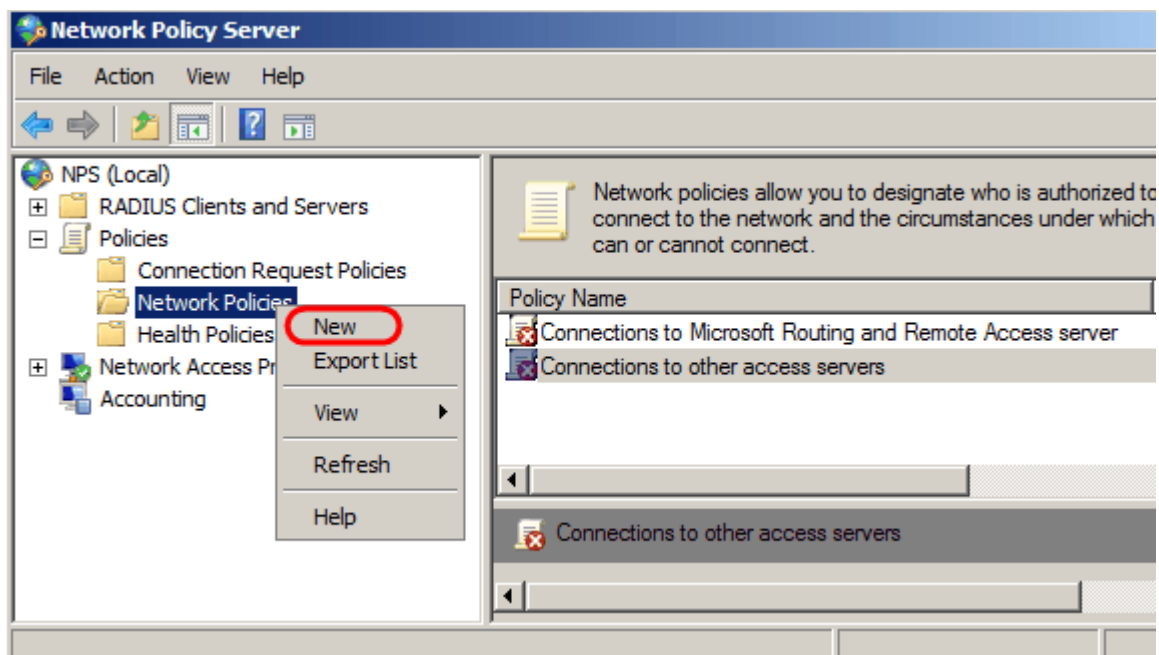 Network Policy Server
File Action View Help
NPS (Local)
RADIUS Clients and Servers
Policies
Connection Request Policies
Network Policies
Health Policies
Network Access Pr
Accounting
New
Export List
View
Refresh
Help
Network policies allow you to designate who is authorized to
connect to the network and the circumstances under which
can or cannot connect.
Policy Name
Connections to Microsoft Routing and Remote Access server
Connections to other access servers
Connections to other access servers